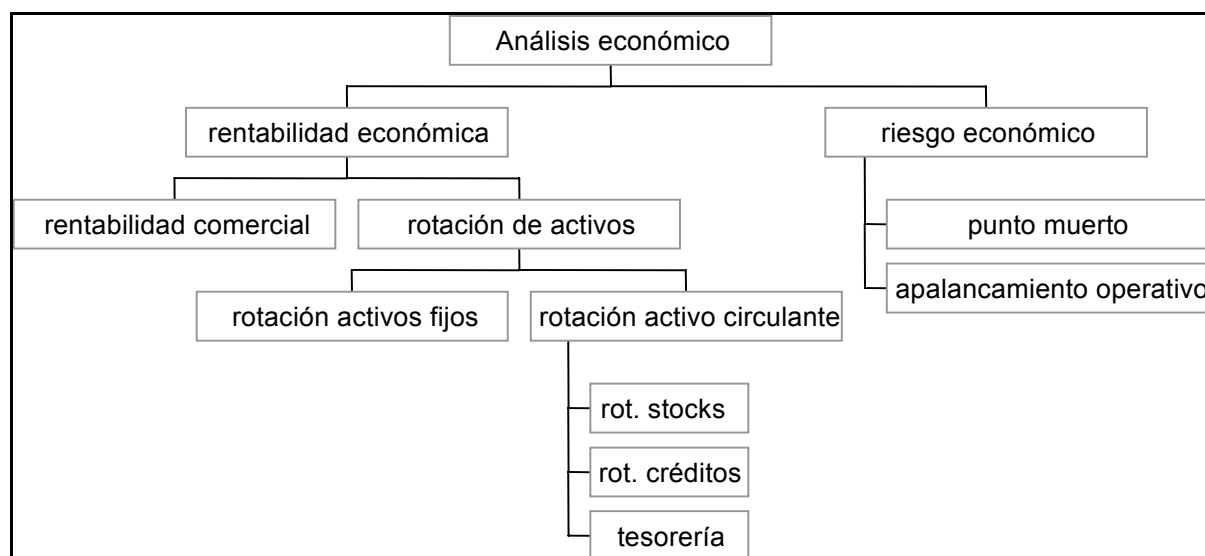 Análisis económico
rentabilidad económica
riesgo económico
rentabilidad comercial
rotación de activos
punto muerto
apalancamiento operativo
rotación activos fijos
rotación activo circulante
rot. stocks
rot. créditos
tesorería